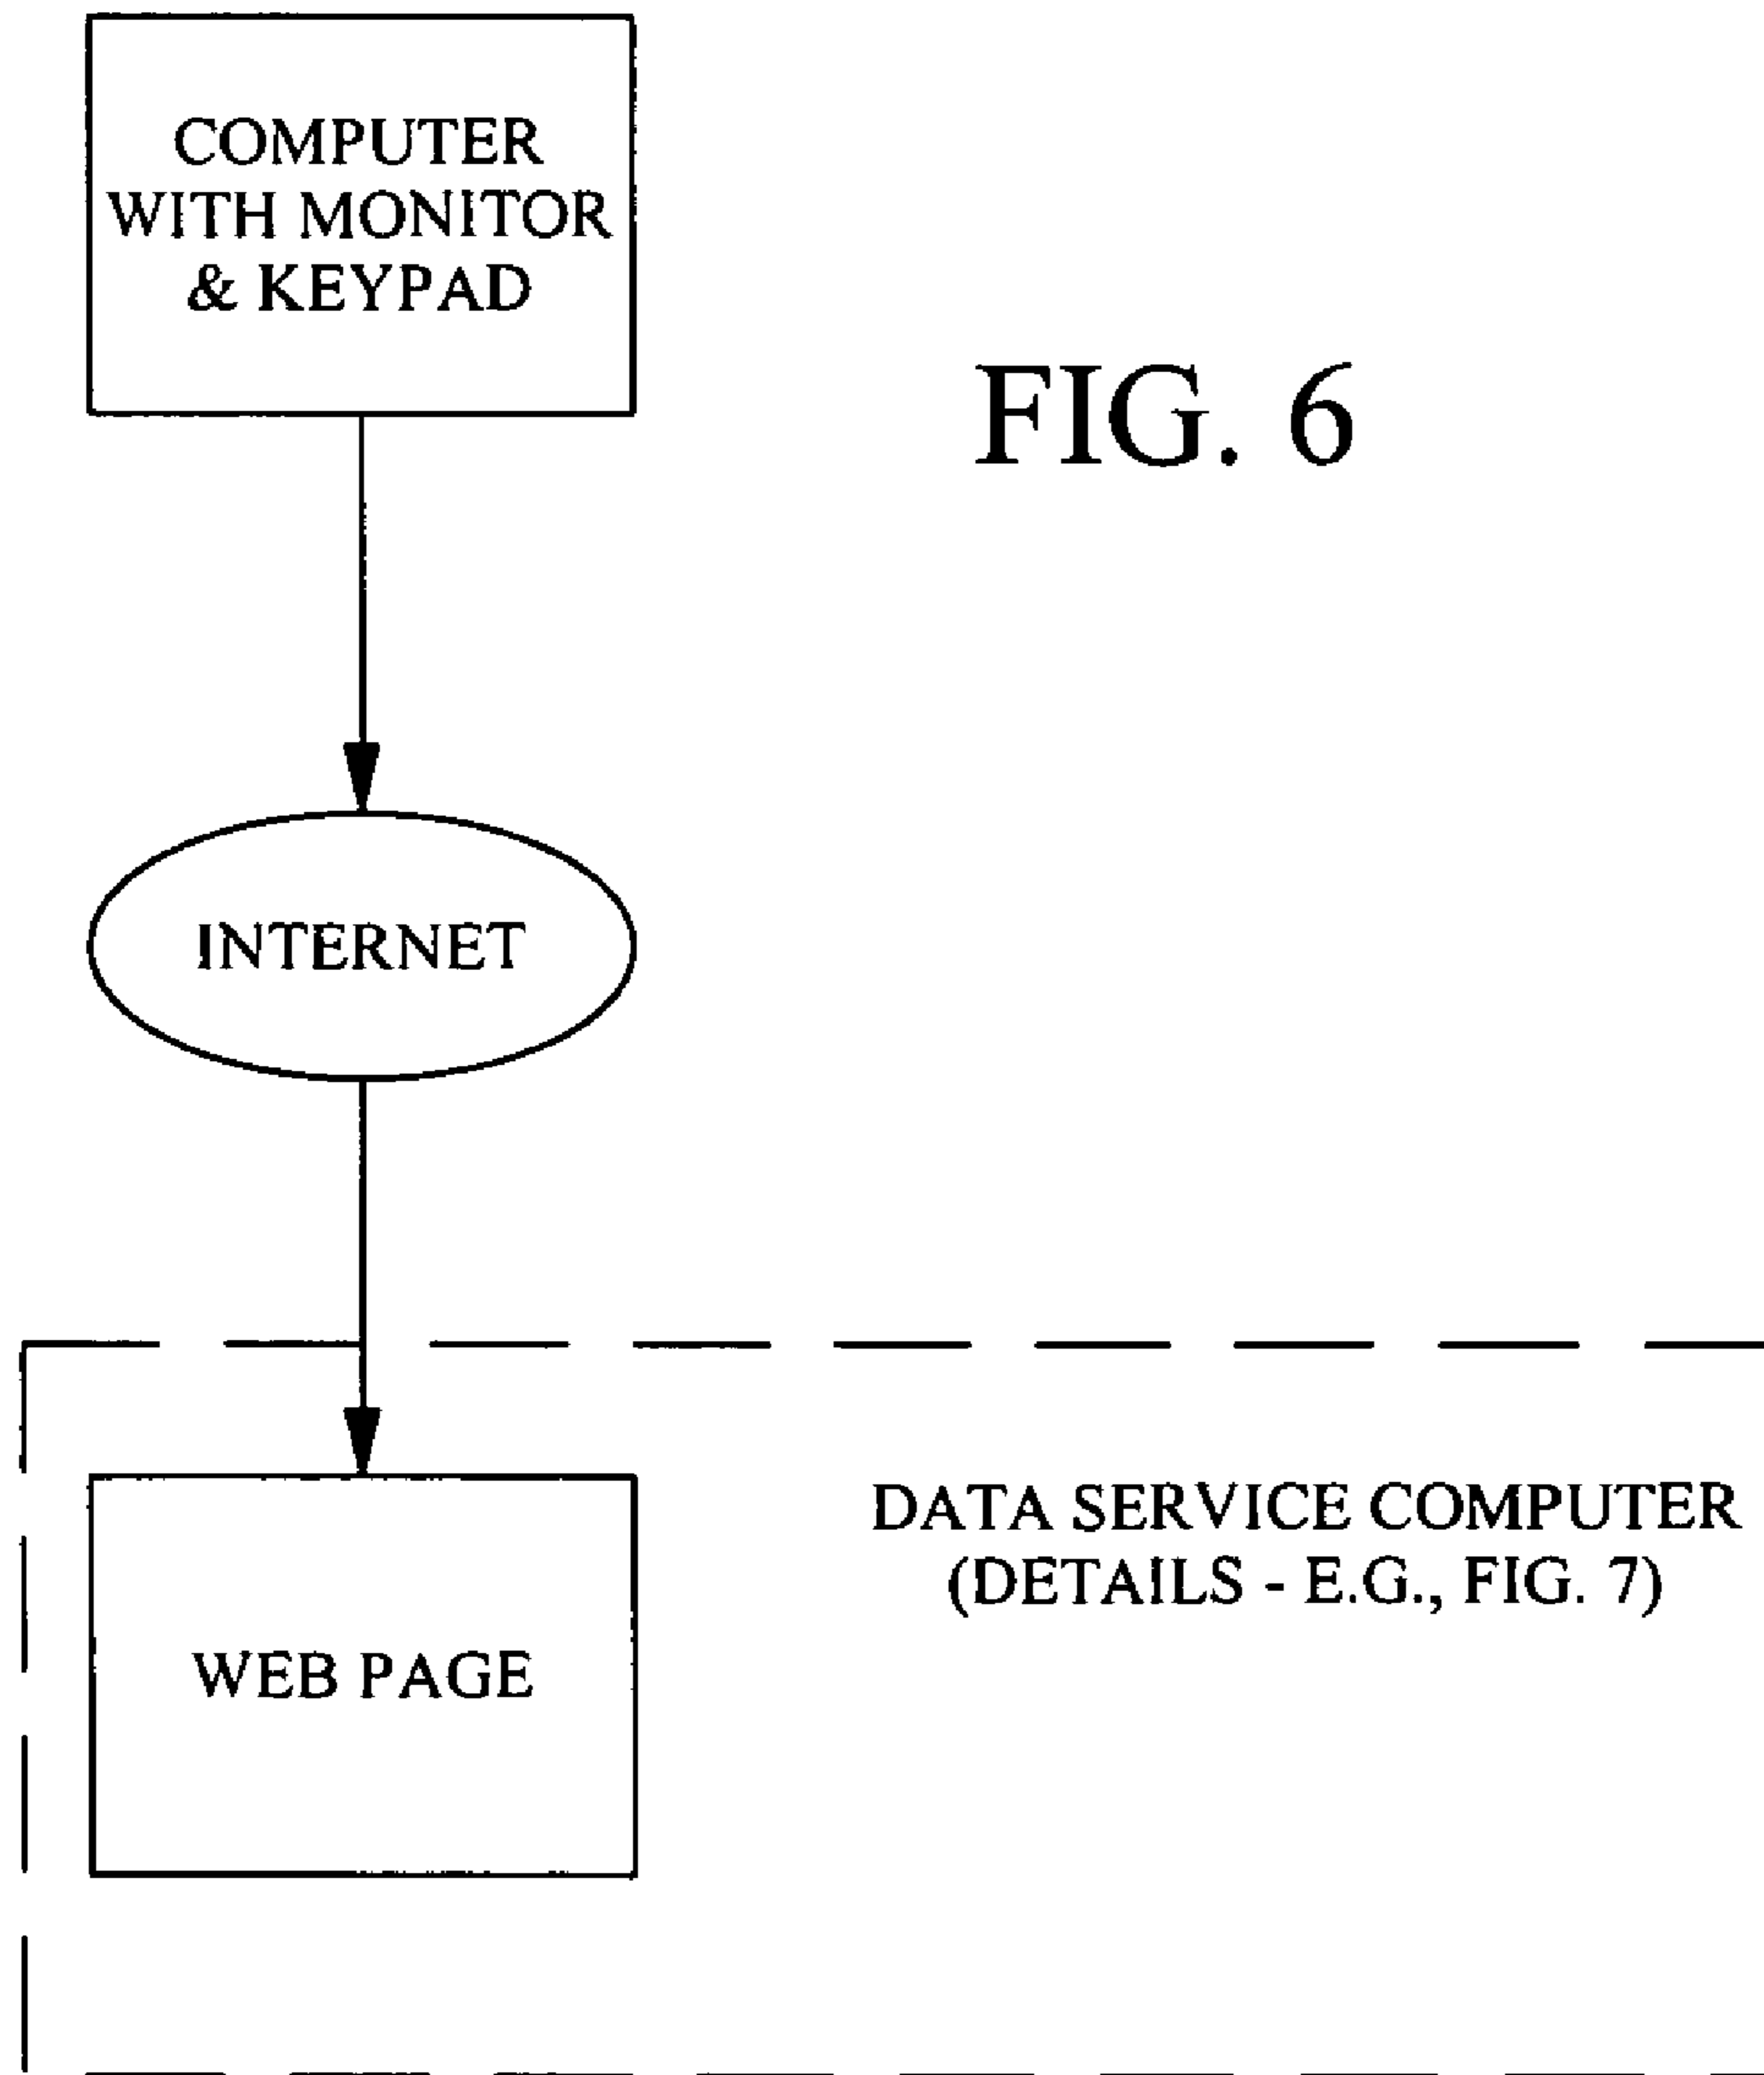 COMPUTER
WITH MONITOR
& KEYPAD
FIG. 6
INTERNET
DATA SERVICE COMPUTER
(DETAILS - E.G., FIG. 7)
WEB PAGE